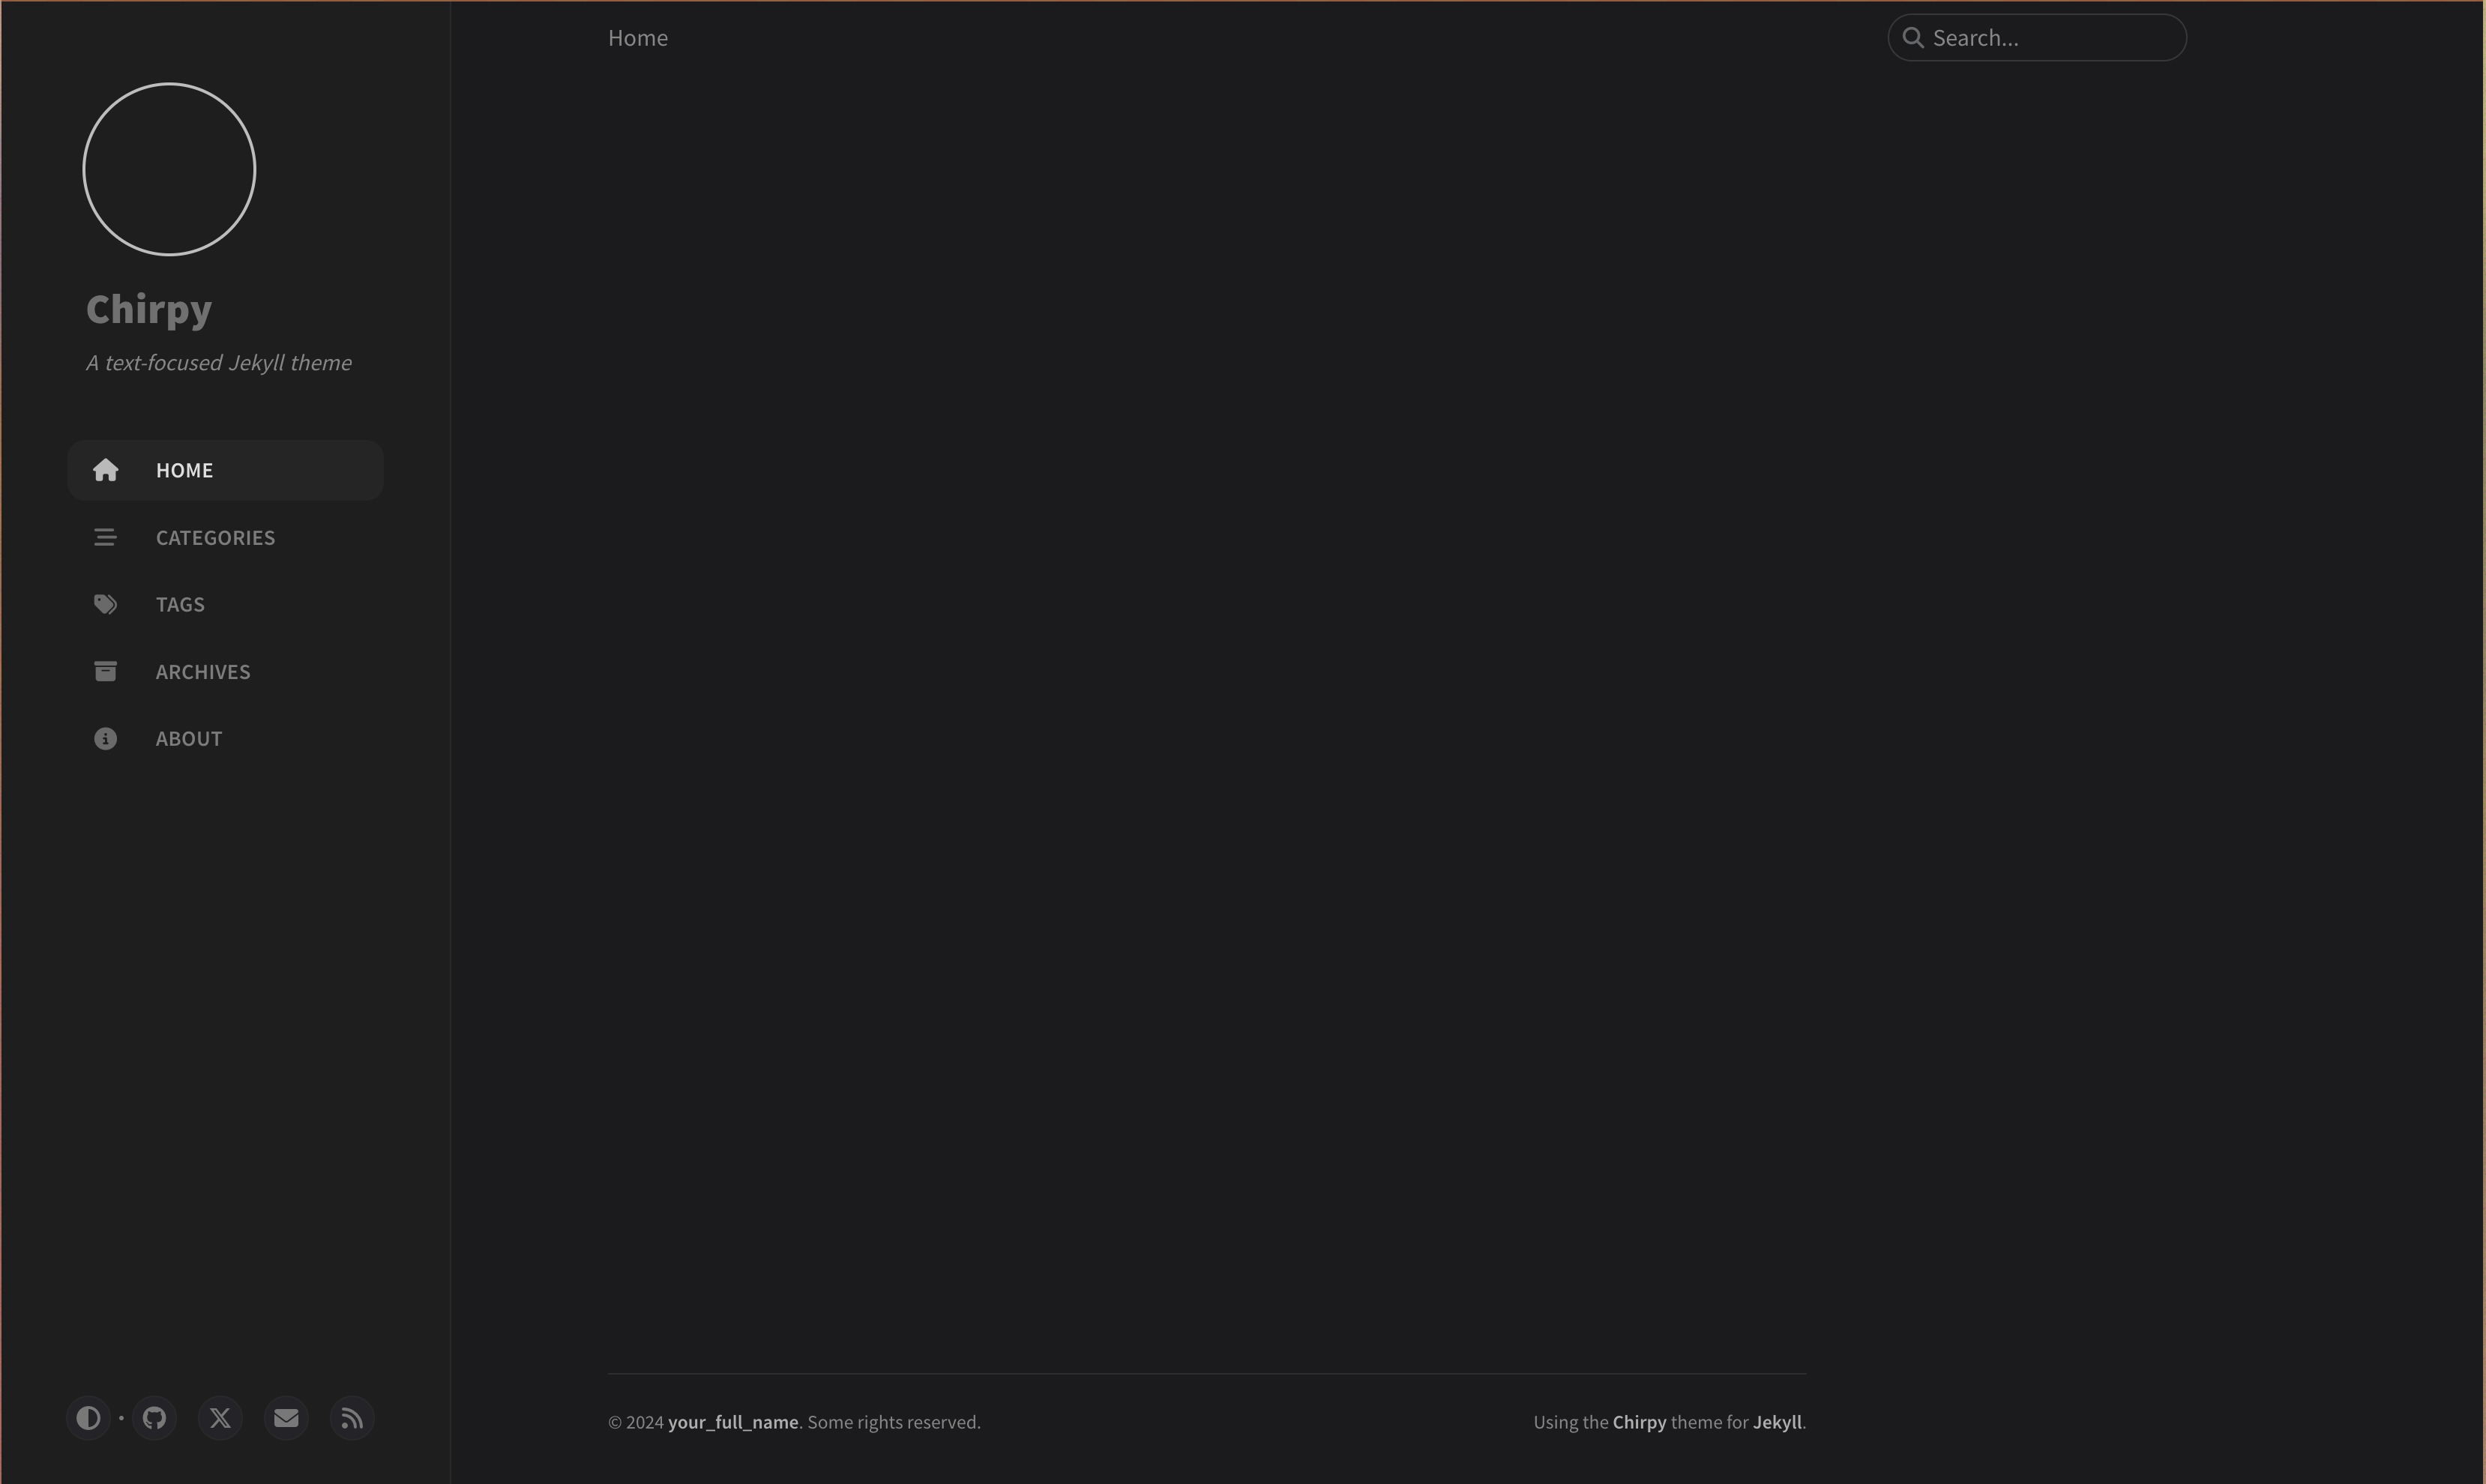 Home
Search...
Chirpy
A text-focused Jekyll theme
HOME
CATEGORIES
TAGS
ARCHIVES
ABOUT
© 2024 your_full_name. Some rights reserved.
Using the Chirpy theme for Jekyll.